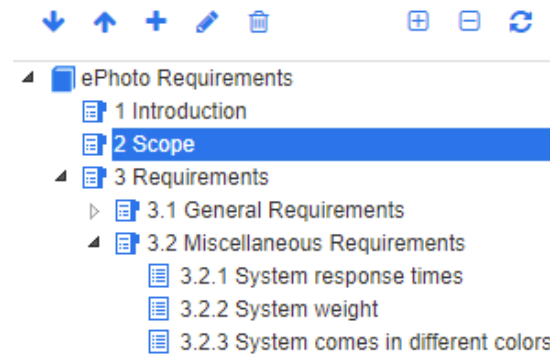 ePhoto Requirements
1 Introduction
2 Scope
3 Requirements
3.1 General Requirements
3.2 Miscellaneous Requirements
3.2.1 System response times
3.2.2 System weight
3.2.3 System comes in different colors